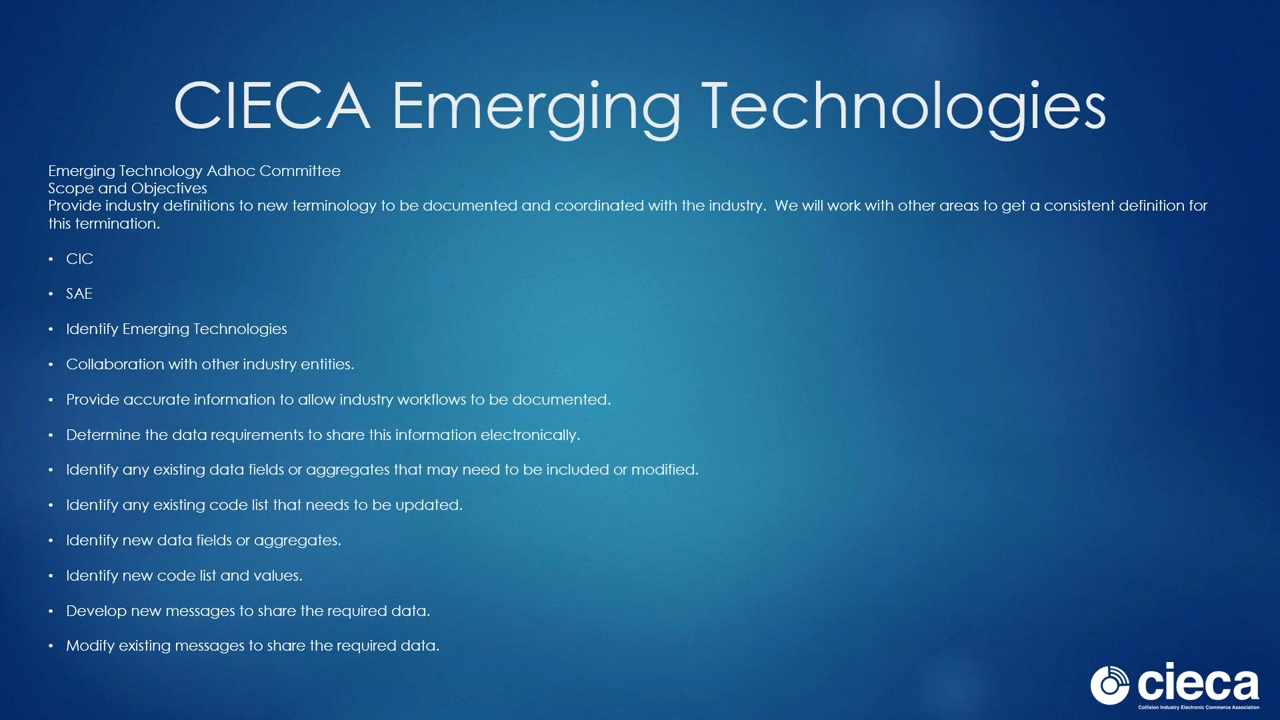 CIECA Emerging Technologies
Emerging Technology Adhoc Committee
Scope and Objectives
Provide industry definitions to new terminology to be documented and coordinated with the industry.  We will work with other areas to get a consistent definition for
this termination.
• CIC
• SAE
• Identify Emerging Technologies
• Collaboration with other industry entities.
• Provide accurate information to allow industry workflows to be documented.
• Determine the data requirements to share this information electronically.
• Identify any existing data fields or aggregates that may need to be included or modified.
• Identify any existing code list that needs to be updated.
• Identify new data fields or aggregates.
• Identify new code list and values.
• Develop new messages to share the required data.
• Modify existing messages to share the required data.
cieca
Collision Industry Electronic Commerce Association